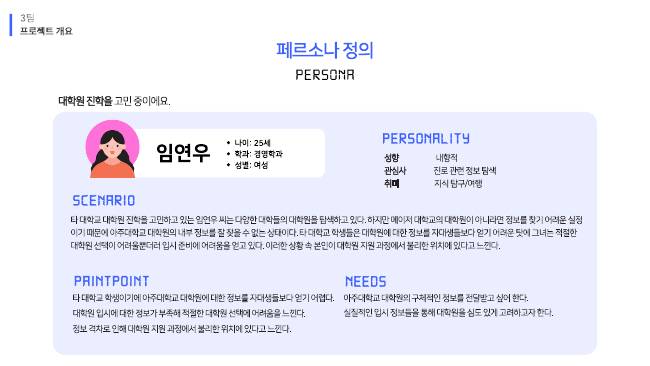 3팀
프로젝트 개요
페르소나 정의
PERSONA
대학원 진학을 고민 중이에요.
임연우
• 나이: 25세
• 학과: 경영학과
• 성별: 여성
PERSONALITY
성향 내향적
관심사 진로 관련 정보 탐색
취미 지식 탐구/여행
SCENARIO
타 대학교 대학원 진학을 고민하고 있는 임연우 씨는 다양한 대학들의 대학원을 탐색하고 있다. 하지만 메이저 대학교의 대학원이 아니라면 정보를 찾기 어려운 실정
이기 때문에 아주대학교 대학원의 내부 정보를 잘 찾을 수 없는 상태이다. 타 대학교 학생들은 대학원에 대한 정보를 자대생들보다 얻기 어려운 탓에 그녀는 적절한
대학원 선택이 어려울뿐더러 입시 준비에 어려움을 얻고 있다. 이러한 상황 속 본인이 대학원 지원 과정에서 불리한 위치에 있다고 느낀다.
PAINTPOINT
타 대학교 학생이기에 아주대학교 대학원에 대한 정보를 자대생들보다 얻기 어렵다.
대학원 입시에 대한 정보가 부족해 적절한 대학원 선택에 어려움을 느낀다.
정보 격차로 인해 대학원 지원 과정에서 불리한 위치에 있다고 느낀다.
NEEDS
아주대학교 대학원의 구체적인 정보를 전달받고 싶어 한다.
실질적인 입시 정보들을 통해 대학원을 심도 있게 고려하고자 한다.